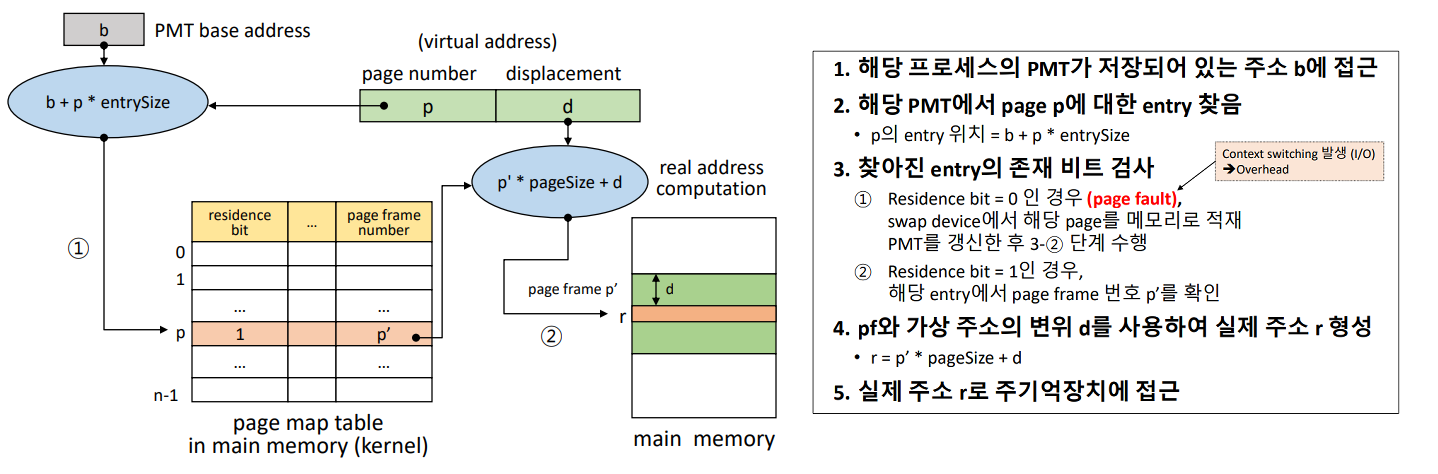 b
PMT base address
(virtual address)
page number
displacement
b + p * entrySize
p
d
p' * pageSize + d
real address
computation
residence
bit
...
page frame
number
①
0
1
...
...
p
1
p’
...
...
n-1
page map table
in main memory (kernel)
page frame p’
d
r
②
main memory
1. 해당 프로세스의 PMT가 저장되어 있는 주소 b에 접근
2. 해당 PMT에서 page p에 대한 entry 찾음
• p의 entry 위치 = b + p * entrySize
3. 찾아진 entry의 존재 비트 검사
Context switching 발생 (I/O)
➔Overhead
① Residence bit = 0 인 경우 (page fault),
swap device에서 해당 page를 메모리로 적재
PMT를 갱신한 후 3-② 단계 수행
② Residence bit = 1인 경우,
해당 entry에서 page frame 번호 p’를 확인
4. pf와 가상 주소의 변위 d를 사용하여 실제 주소 r 형성
• r = p’ * pageSize + d
5. 실제 주소 r로 주기억장치에 접근